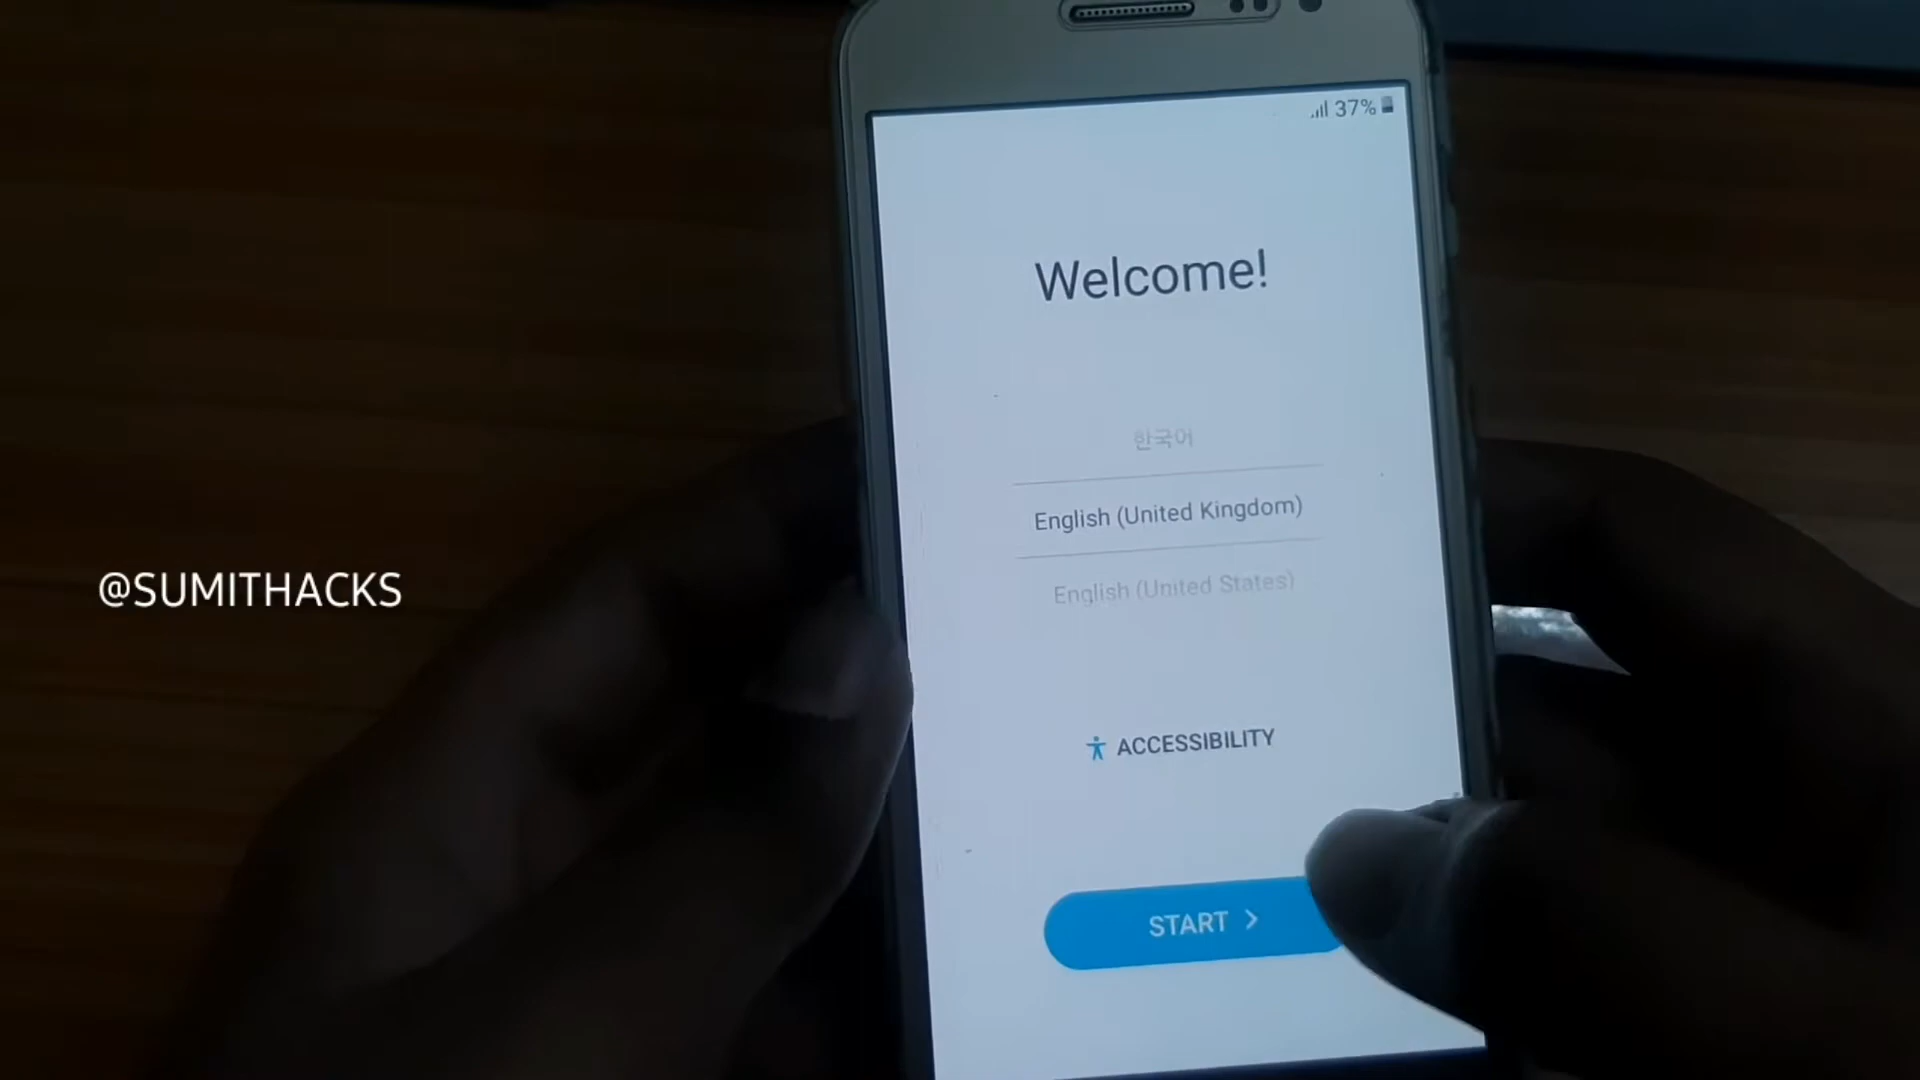 37%
Welcome!
한국어
English (United Kingdom)
English (United States)
ACCESSIBILITY
START
@SUMITHACKS